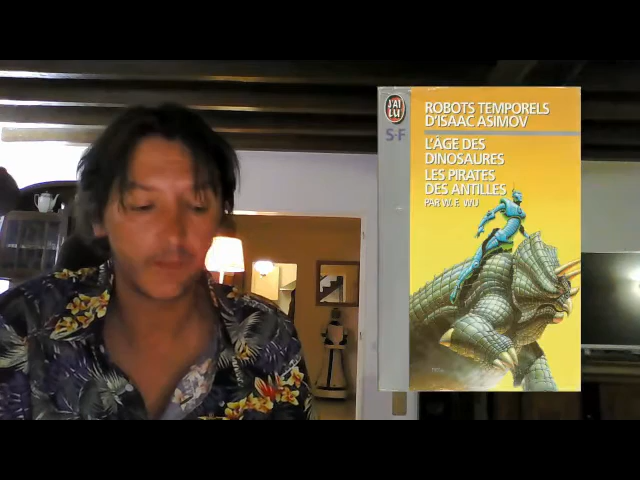 J'AI
LU
S-F
ROBOTS TEMPORELS
D'ISAAC ASIMOV
L'ÂGE DES
DINOSAURES
LES PIRATES
DES ANTILLES
PAR W. F. WU